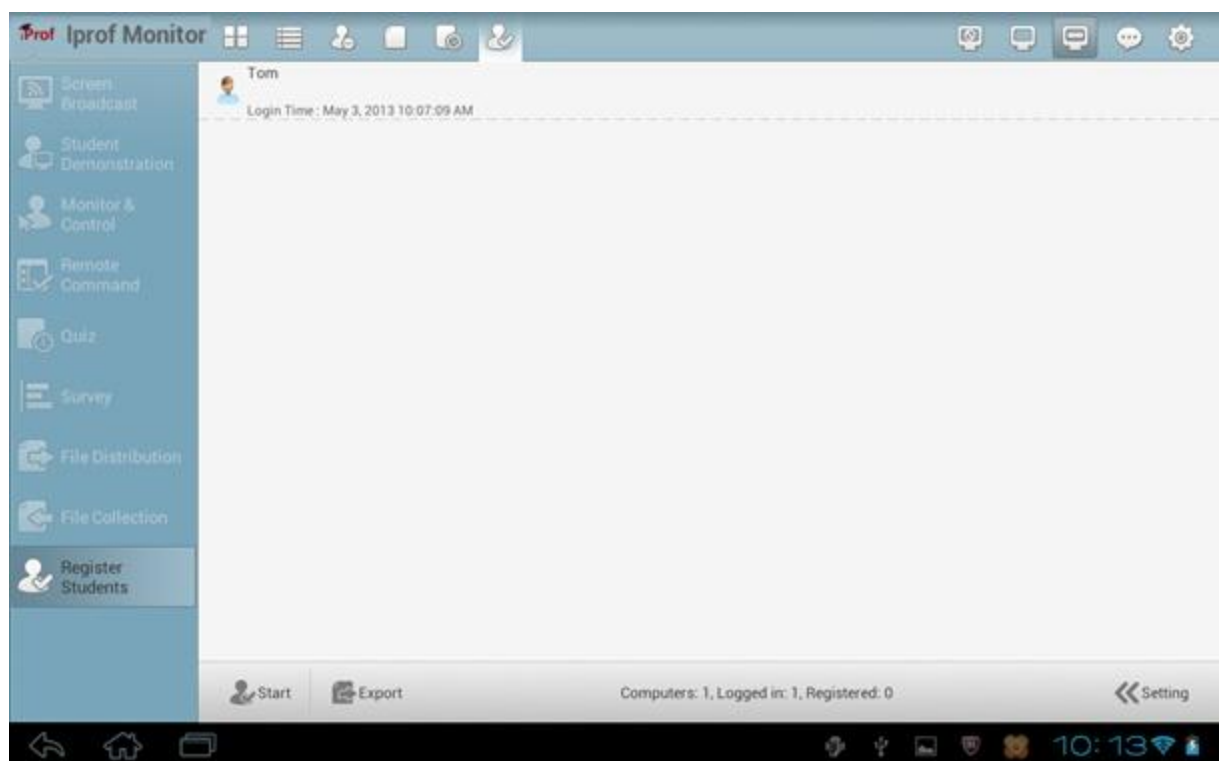 iProf Iprof Monitor
Screen
Broadcast
Student
Demonstration
Monitor &
Control
Remote
Command
Quiz
Survey
File Distribution
File Collection
Register
Students
Tom
Login Time : May 3, 2013 10:07:09 AM
Start
Export
Computers: 1, Logged in: 1, Registered: 0
Setting
10:13